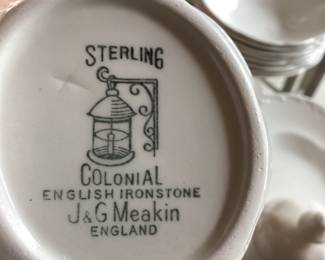 STERLING
COLONIAL
ENGLISH IRONSTONE
J&G Meakin
ENGLAND